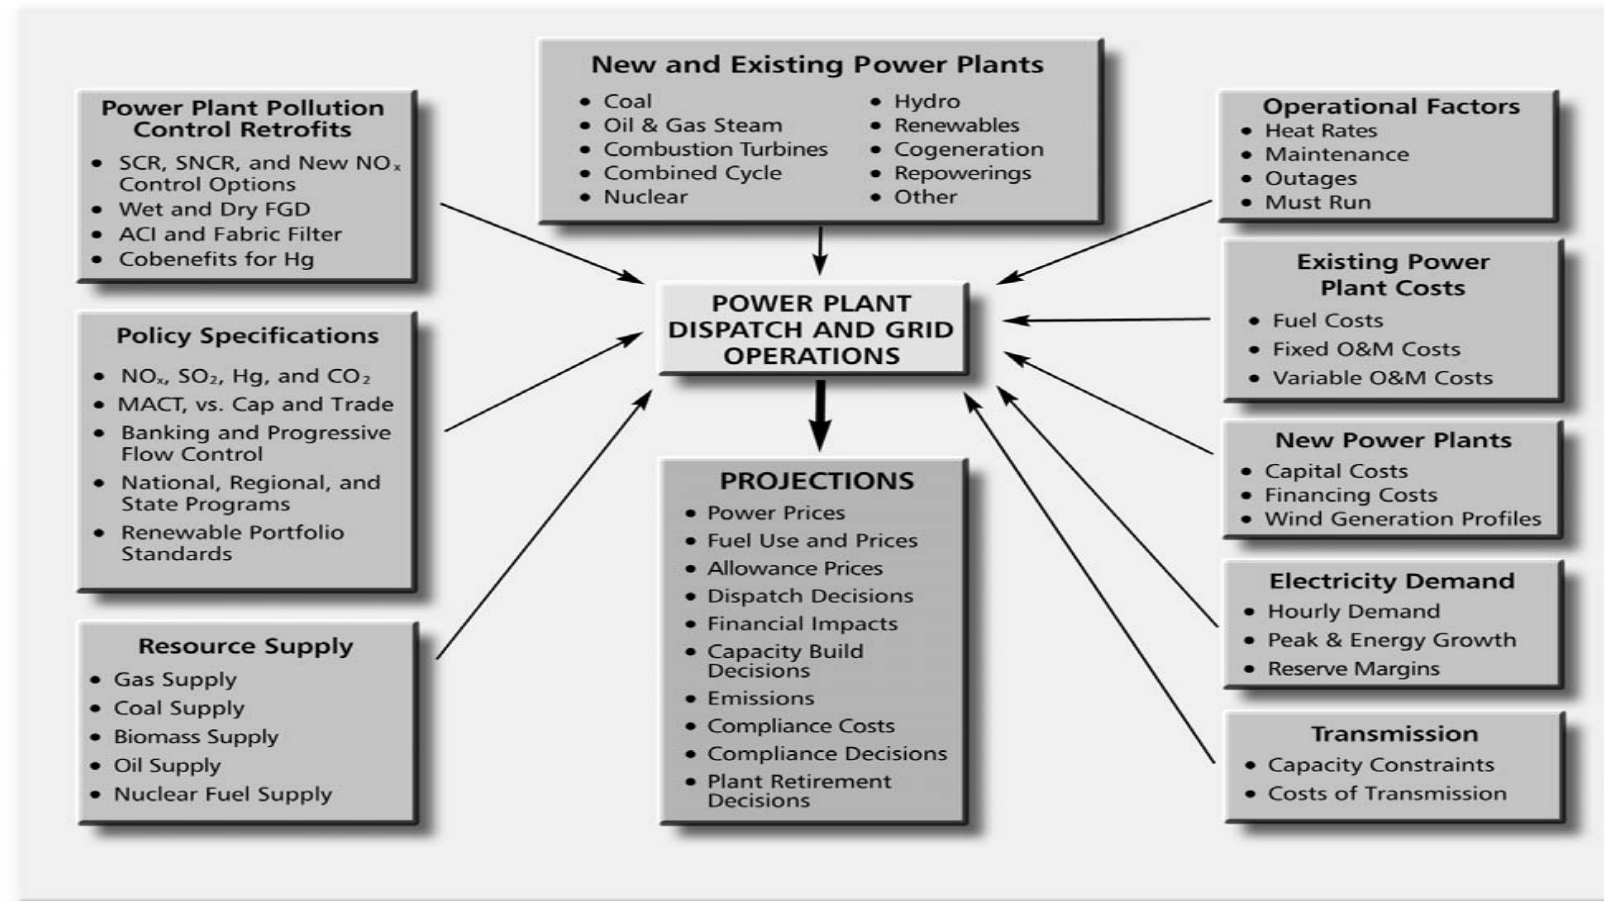 New and Existing Power Plants
• Coal
• Oil & Gas Steam
• Combustion Turbines
• Combined Cycle
• Nuclear
• Hydro
• Renewables
• Cogeneration
• Repowerings
• Other
Power Plant Pollution
Control Retrofits
• SCR, SNCR, and New NOₓ
Control Options
• Wet and Dry FGD
• ACI and Fabric Filter
• Cobenefits for Hg
Policy Specifications
• NOₓ, SO₂, Hg, and CO₂
• MACT, vs. Cap and Trade
• Banking and Progressive
Flow Control
• National, Regional, and
State Programs
• Renewable Portfolio
Standards
Resource Supply
• Gas Supply
• Coal Supply
• Biomass Supply
• Oil Supply
• Nuclear Fuel Supply
POWER PLANT
DISPATCH AND GRID
OPERATIONS
PROJECTIONS
• Power Prices
• Fuel Use and Prices
• Allowance Prices
• Dispatch Decisions
• Financial Impacts
• Capacity Build
Decisions
• Emissions
• Compliance Costs
• Compliance Decisions
• Plant Retirement
Decisions
Operational Factors
• Heat Rates
• Maintenance
• Outages
• Must Run
Existing Power
Plant Costs
• Fuel Costs
• Fixed O&M Costs
• Variable O&M Costs
New Power Plants
• Capital Costs
• Financing Costs
• Wind Generation Profiles
Electricity Demand
• Hourly Demand
• Peak & Energy Growth
• Reserve Margins
Transmission
• Capacity Constraints
• Costs of Transmission